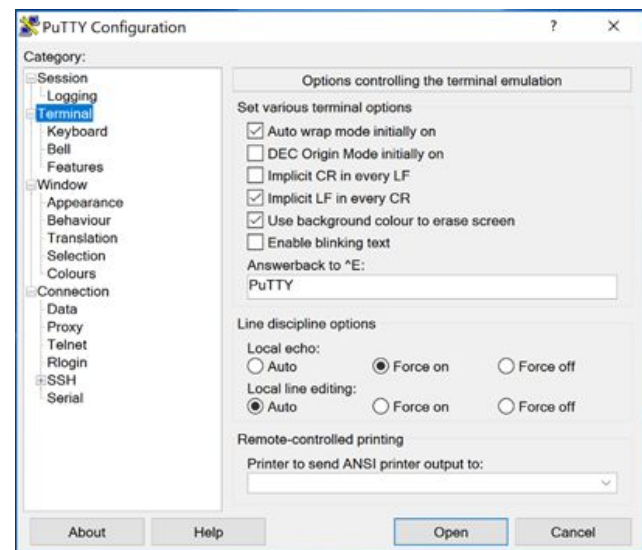 PuTTY Configuration ? ×
Category:
Session
Logging
Terminal
Keyboard
Bell
Features
Window
Appearance
Behaviour
Translation
Selection
Colours
Connection
Data
Proxy
Telnet
Rlogin
SSH
Serial
Options controlling the terminal emulation
Set various terminal options
Auto wrap mode initially on
DEC Origin Mode initially on
Implicit CR in every LF
Implicit LF in every CR
Use background colour to erase screen
Enable blinking text
Answerback to ^E:
PuTTY
Line discipline options
Local echo:
Auto Force on Force off
Local line editing:
Auto Force on Force off
Remote-controlled printing
Printer to send ANSI printer output to:
About Help Open Cancel